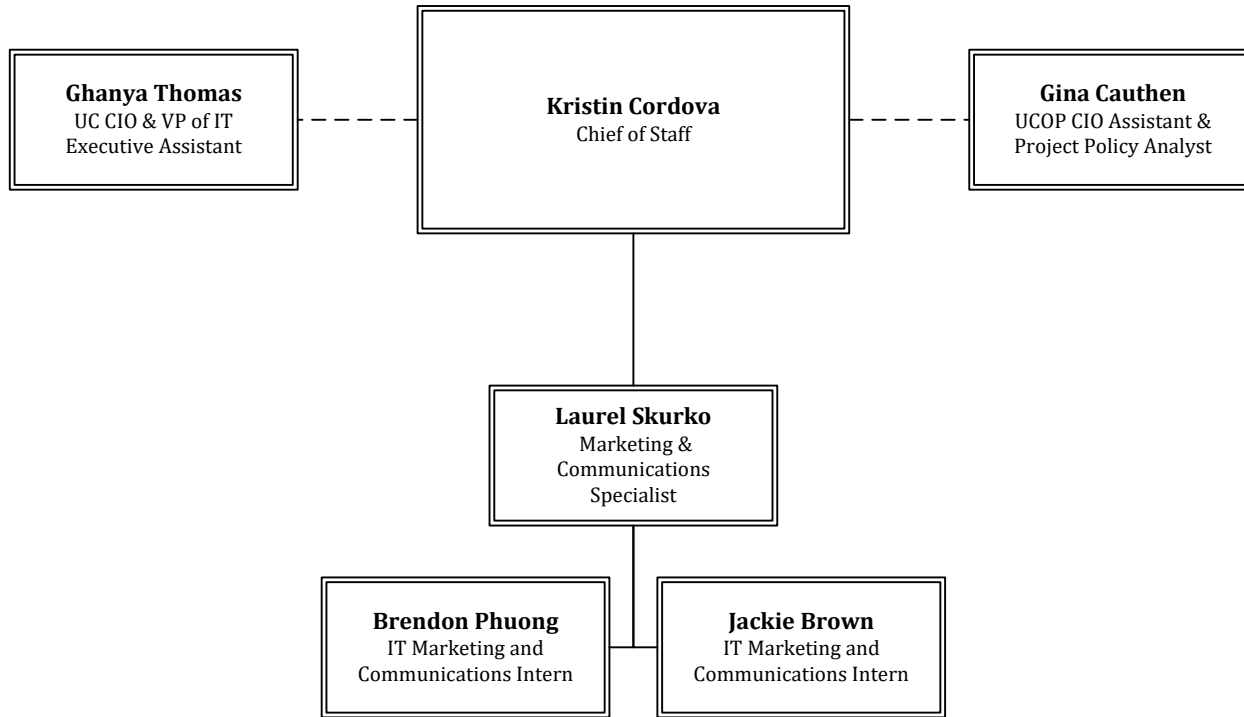 Ghanya Thomas
UC CIO & VP of IT
Executive Assistant
Kristin Cordova
Chief of Staff
Gina Cauthen
UCOP CIO Assistant &
Project Policy Analyst
Laurel Skurko
Marketing &
Communications
Specialist
Brendon Phuong
IT Marketing and
Communications Intern
Jackie Brown
IT Marketing and
Communications Intern